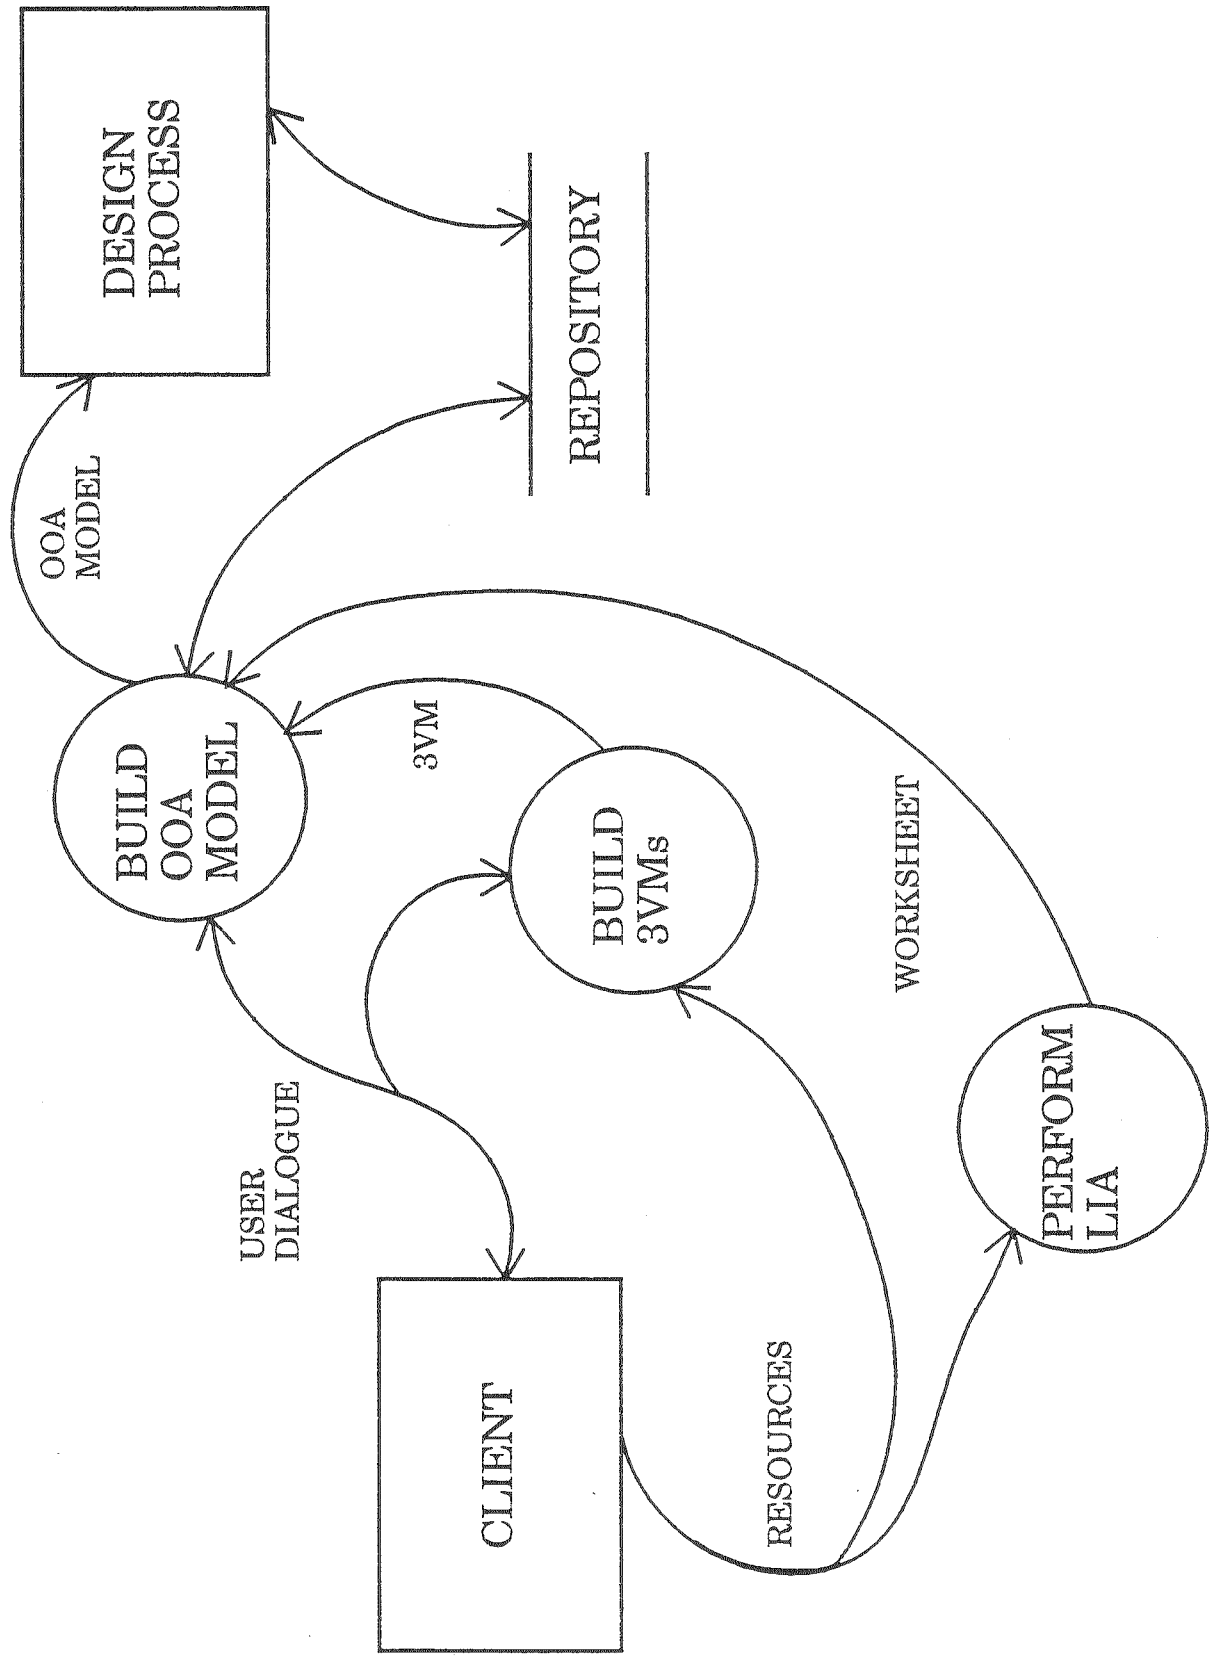 DESIGN
PROCESS
OOA
MODEL
REPOSITORY
BUILD
OOA
MODEL
3VM
BUILD
3VMs
WORKSHEET
USER
DIALOGUE
PERFORM
LIA
CLIENT
RESOURCES